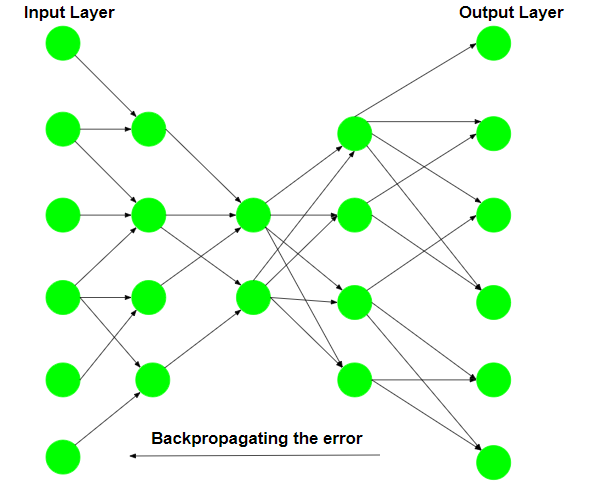 Input Layer
Output Layer
Backpropagating the error